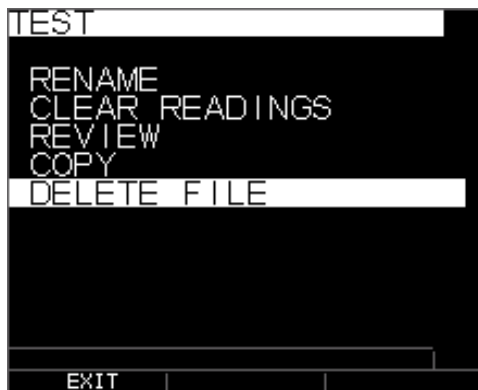 TEST
RENAME
CLEAR READINGS
REVIEW
COPY
DELETE FILE
EXIT